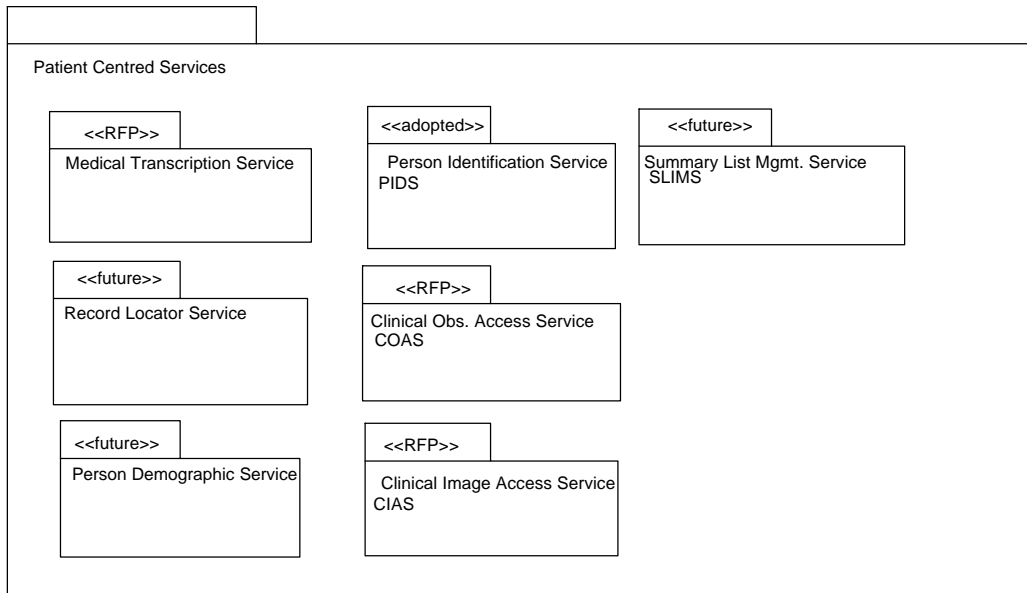 Patient Centred Services
<<RFP>>
Medical Transcription Service
<<adopted>>
Person Identification Service
PIDS
<<future>>
Summary List Mgmt. Service
SLIMS
<<future>>
Record Locator Service
<<RFP>>
Clinical Obs. Access Service
COAS
<<future>>
Person Demographic Service
<<RFP>>
Clinical Image Access Service
CIAS